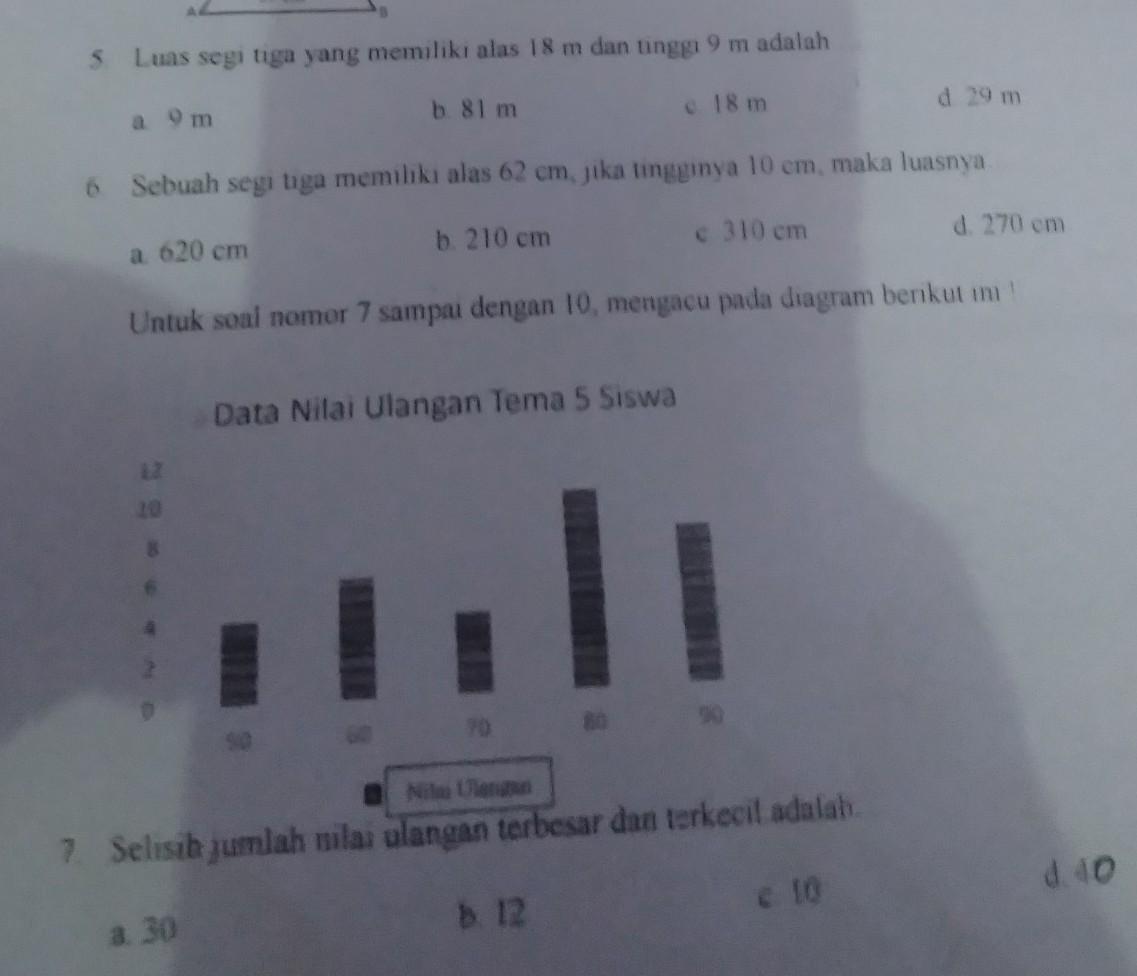 A B
5. Luas segi tiga yang memiliki alas 18 m dan tinggi 9 m adalah
a. 9 m b. 81 m c. 18 m d. 29 m
6. Sebuah segi tiga memiliki alas 62 cm, jika tingginya 10 cm, maka luasnya
a. 620 cm b. 210 cm c. 310 cm d. 270 cm
Untuk soal nomor 7 sampai dengan 10, mengacu pada diagram berikut ini !
Data Nilai Ulangan Tema 5 Siswa
12
10
8
6
4
2
0
50 60 70 80 90
Nilai Ulangan
7. Selisih jumlah nilai ulangan terbesar dan terkecil adalah.
a. 30 b. 12 c. 10 d. 40